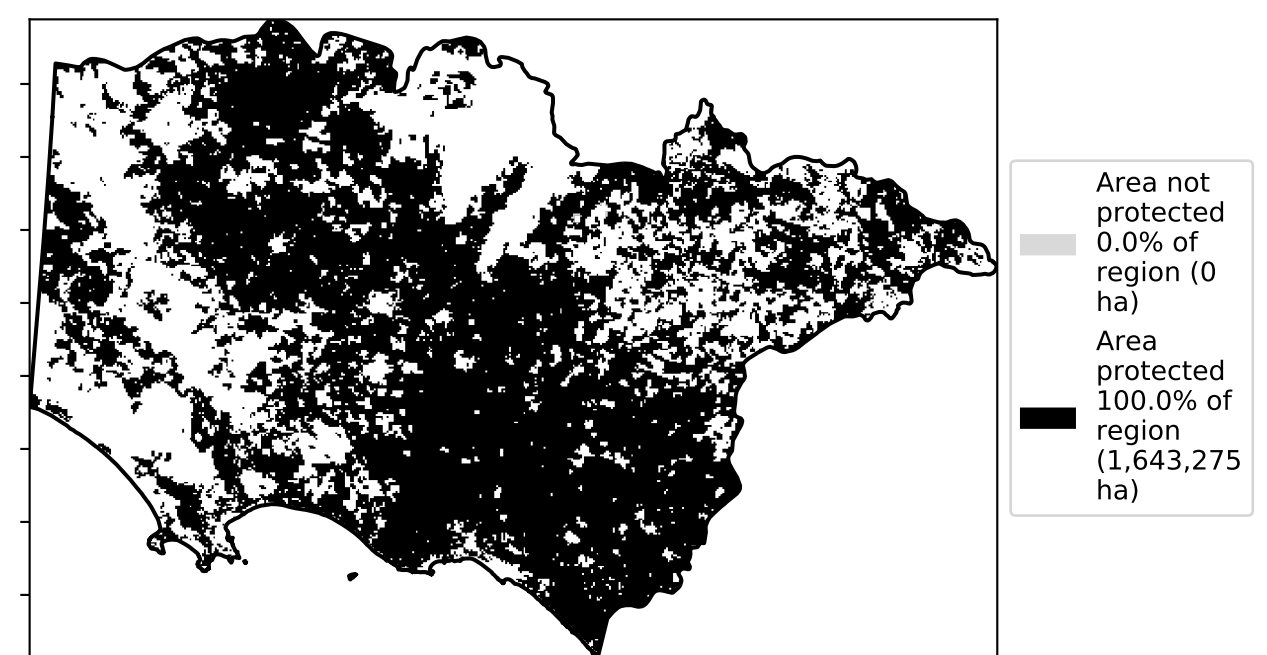 Area not
protected
0.0% of
region (0
ha)
Area
protected
100.0% of
region
(1,643,275
ha)